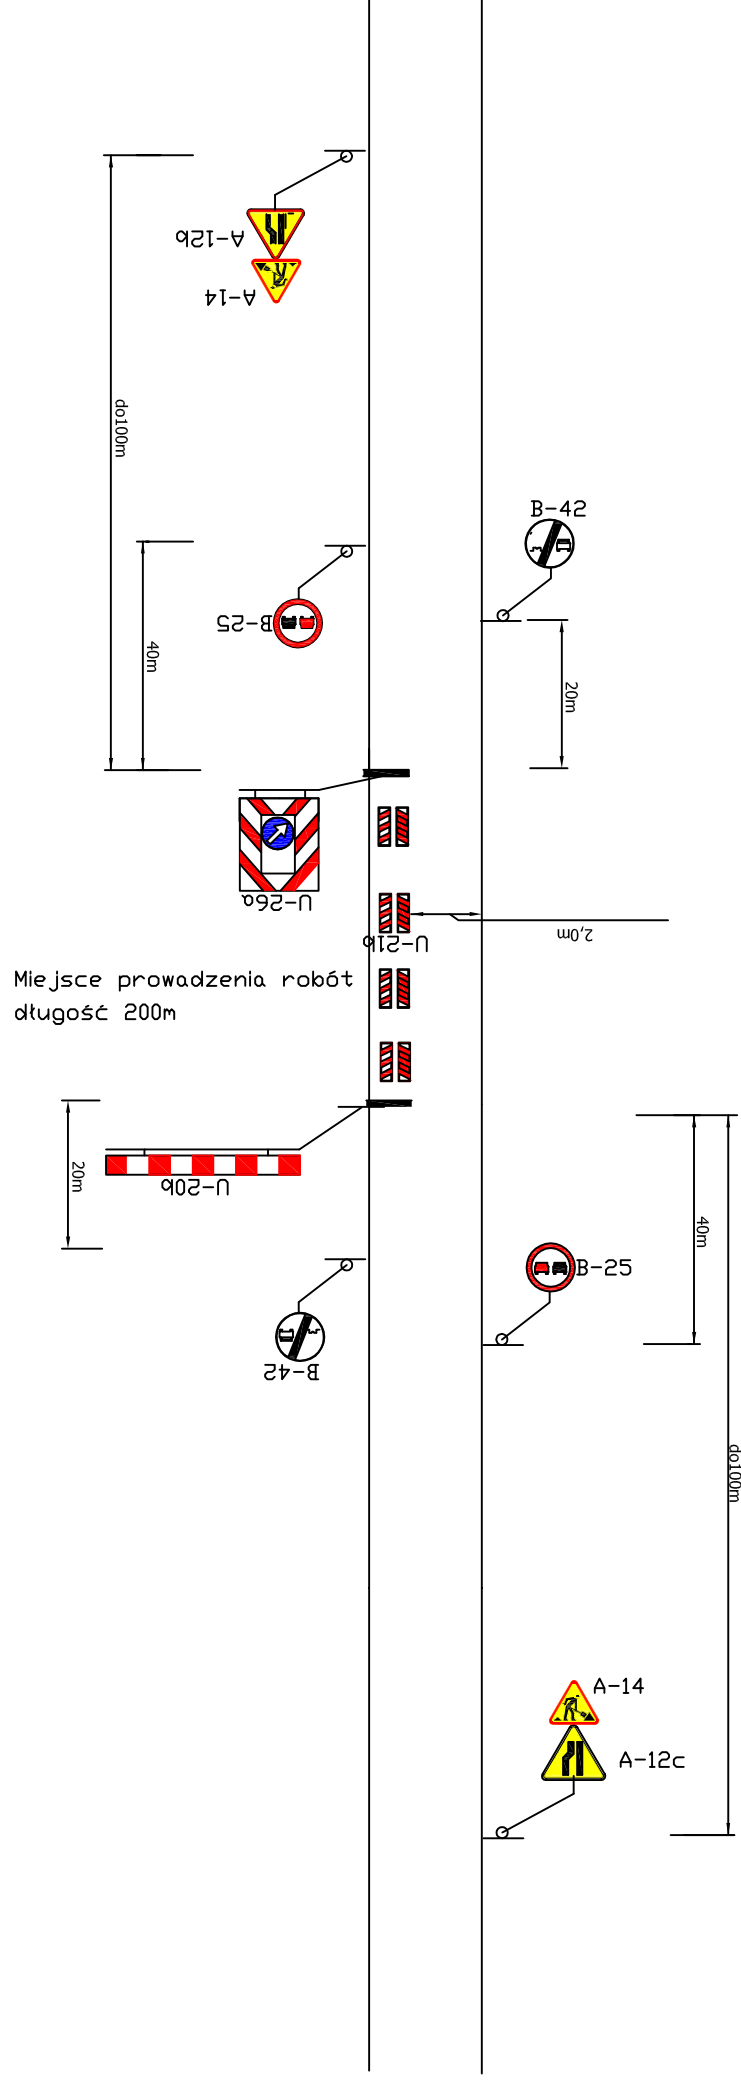 A-12b
A-14
do100m
B-42
B-25
40m
20m
U-26a
U-21b
2,0m
Miejsce prowadzenia robót
długość 200m
20m
U-20b
40m
B-25
B-42
do100m
A-14
A-12c